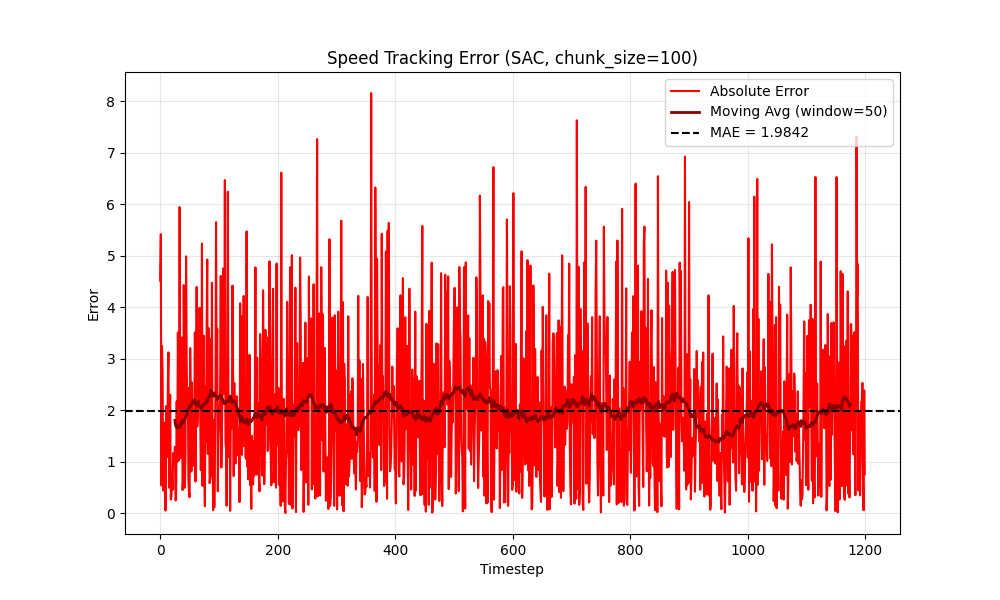 Speed Tracking Error (SAC, chunk_size=100)
Absolute Error
Moving Avg (window=50)
MAE = 1.9842
8
7
6
5
4
3
2
1
0
Error
0 200 400 600 800 1000 1200
Timestep